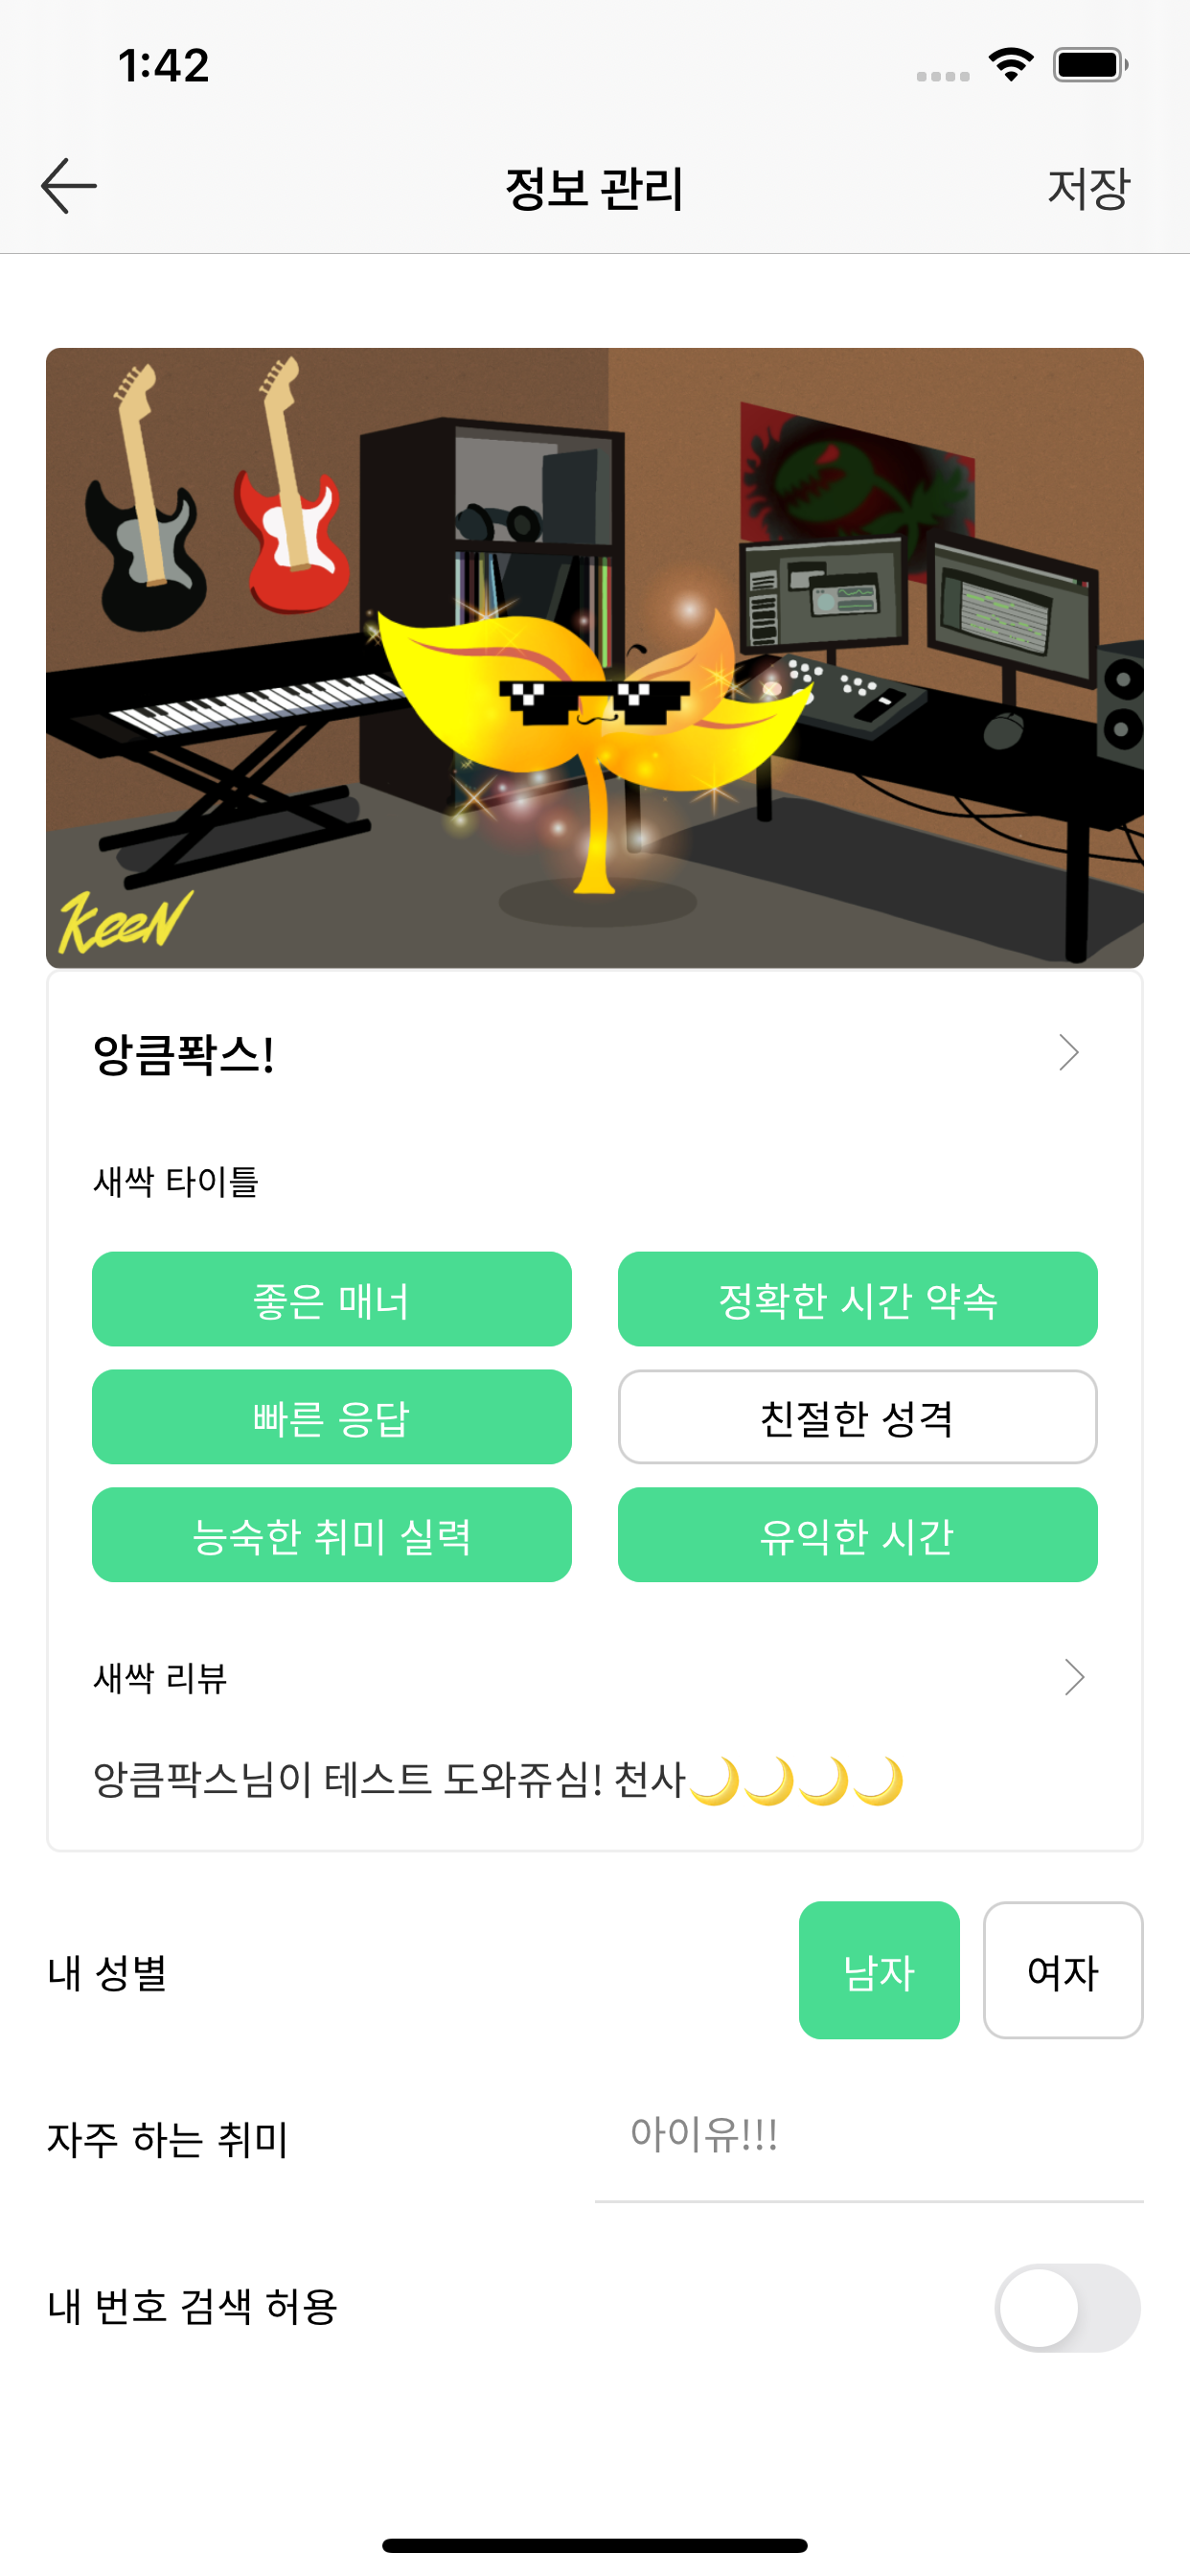 1:42
정보 관리
저장
KeeN
앙큼퐉스!
새싹 타이틀
좋은 매너
정확한 시간 약속
빠른 응답
친절한 성격
능숙한 취미 실력
유익한 시간
새싹 리뷰
앙큼팍스님이 테스트 도와쥬심! 천사🌙🌙🌙🌙
내 성별
남자
여자
자주 하는 취미
아이유!!!
내 번호 검색 허용